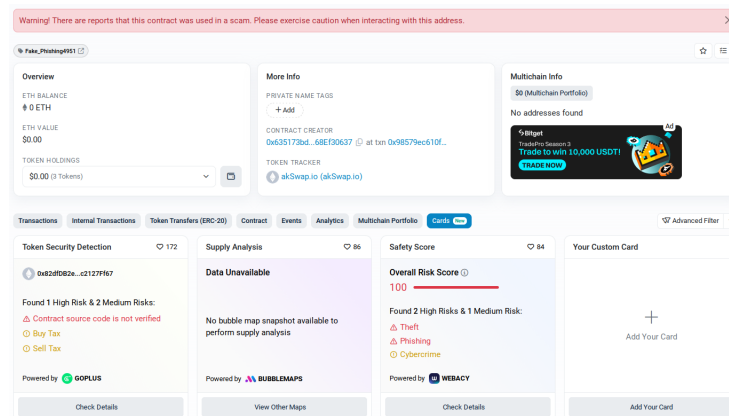 Warning! There are reports that this contract was used in a scam. Please exercise caution when interacting with this address.
Fake_Phishing4951
Overview
ETH BALANCE
0 ETH
ETH VALUE
$0.00
TOKEN HOLDINGS
$0.00 (3 Tokens)
More Info
PRIVATE NAME TAGS
+ Add
CONTRACT CREATOR
0x635173bd...68Ef30637 at txn 0x98579ec610f...
TOKEN TRACKER
akSwap.io (akSwap.io)
Multichain Info
$0 (Multichain Portfolio)
No addresses found
Ad
Bitget
TradePro Season 3
Trade to win 10,000 USDT!
TRADE NOW
Transactions
Internal Transactions
Token Transfers (ERC-20)
Contract
Events
Analytics
Multichain Portfolio
Cards New
Advanced Filter
Token Security Detection 172
0x82dfDB2e...c2127Ff67
Found 1 High Risk & 2 Medium Risks:
Contract source code is not verified
Buy Tax
Sell Tax
Powered by GOPLUS
Check Details
Supply Analysis 86
Data Unavailable
No bubble map snapshot available to
perform supply analysis
Powered by BUBBLEMAPS
View Other Maps
Safety Score 84
Overall Risk Score
100
Found 2 High Risks & 1 Medium Risk:
Theft
Phishing
Cybercrime
Powered by WEBACY
Check Details
Your Custom Card
Add Your Card
Add Your Card